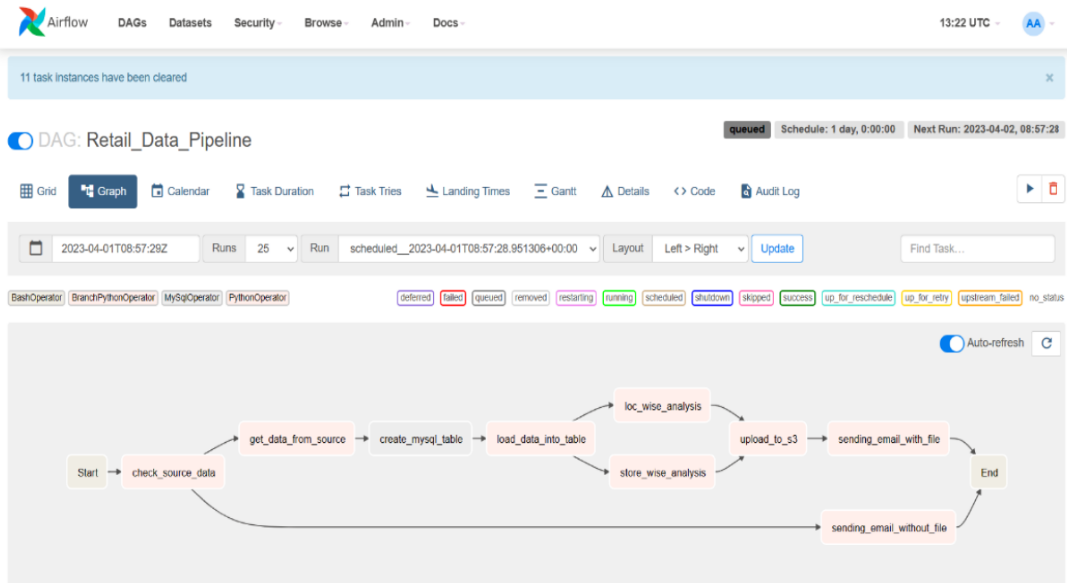 Airflow DAGs Datasets Security Browse Admin Docs 13:22 UTC AA
11 task instances have been cleared ×
DAG: Retail_Data_Pipeline queued Schedule: 1 day, 0:00:00 Next Run: 2023-04-02, 08:57:28
Grid Graph Calendar Task Duration Task Tries Landing Times Gantt Details <> Code Audit Log
2023-04-01T08:57:29Z Runs 25 Run scheduled__2023-04-01T08:57:28.951306+00:00 Layout Left > Right Update Find Task...
BashOperator BranchPythonOperator MySqlOperator PythonOperator deferred failed queued removed restarting running scheduled shutdown skipped success up_for_reschedule up_for_retry upstream_failed no_status
Auto-refresh
loc_wise_analysis
get_data_from_source create_mysql_table load_data_into_table upload_to_s3 sending_email_with_file
Start check_source_data store_wise_analysis End
sending_email_without_file